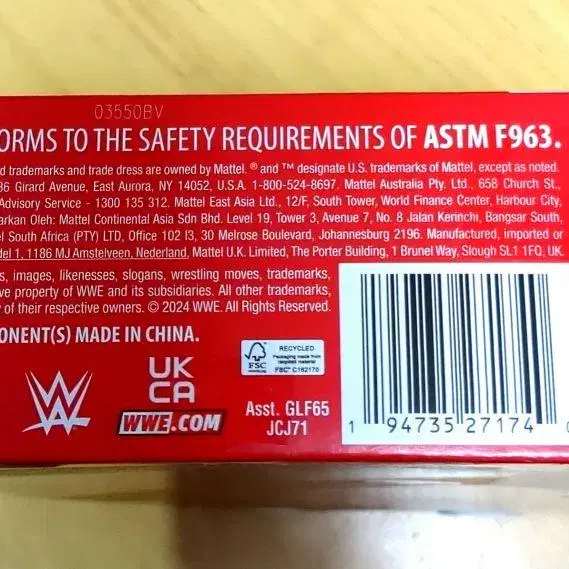 03550BV
ORMS TO THE SAFETY REQUIREMENTS OF ASTM F963.
d trademarks and trade dress are owned by Mattel. ® and ™ designate U.S. trademarks of Mattel, except as noted.
36 Girard Avenue, East Aurora, NY 14052, U.S.A. 1-800-524-8697. Mattel Australia Pty. Ltd., 658 Church St.,
Advisory Service - 1300 135 312. Mattel East Asia Ltd., 12/F, South Tower, World Finance Center, Harbour City,
arkan Oleh: Mattel Continental Asia Sdn Bhd. Level 19, Tower 3, Avenue 7, No. 8 Jalan Kerinchi, Bangsar South,
el South Africa (PTY) LTD, Office 102 I3, 30 Melrose Boulevard, Johannesburg 2196. Manufactured, imported or
del 1, 1186 MJ Amstelveen, Nederland. Mattel U.K. Limited, The Porter Building, 1 Brunel Way, Slough SL1 1FQ, UK.
s, images, likenesses, slogans, wrestling moves, trademarks,
ve property of WWE and its subsidiaries. All other trademarks,
y of their respective owners. © 2024 WWE. All Rights Reserved.
ONENT(S) MADE IN CHINA.
W
UK
CA
WWE.COM
FSC
RECYCLED
Packaging made from
recycled material
FSC® C162170
Asst. GLF65
JCJ71
1 94735 27174 0